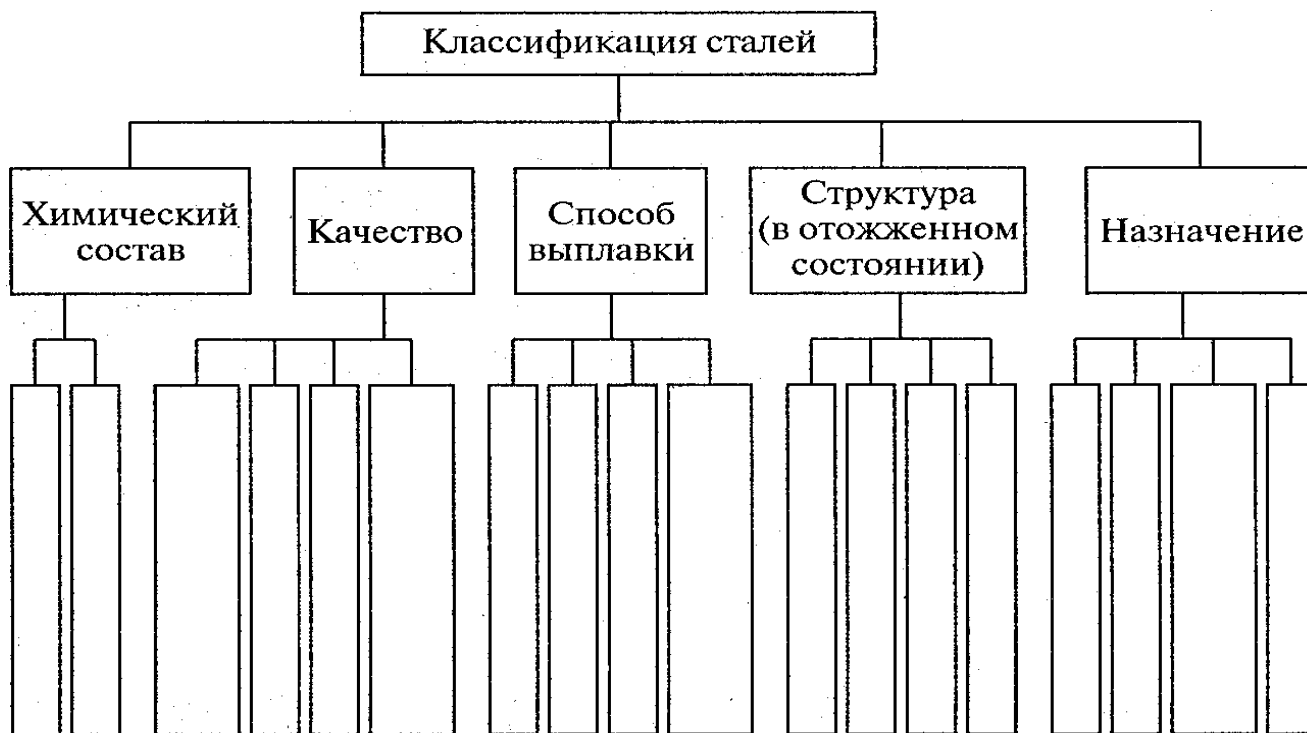 Классификация сталей
Химический
состав
Качество
Способ
выплавки
Структура
(в отожженном
состоянии)
Назначение